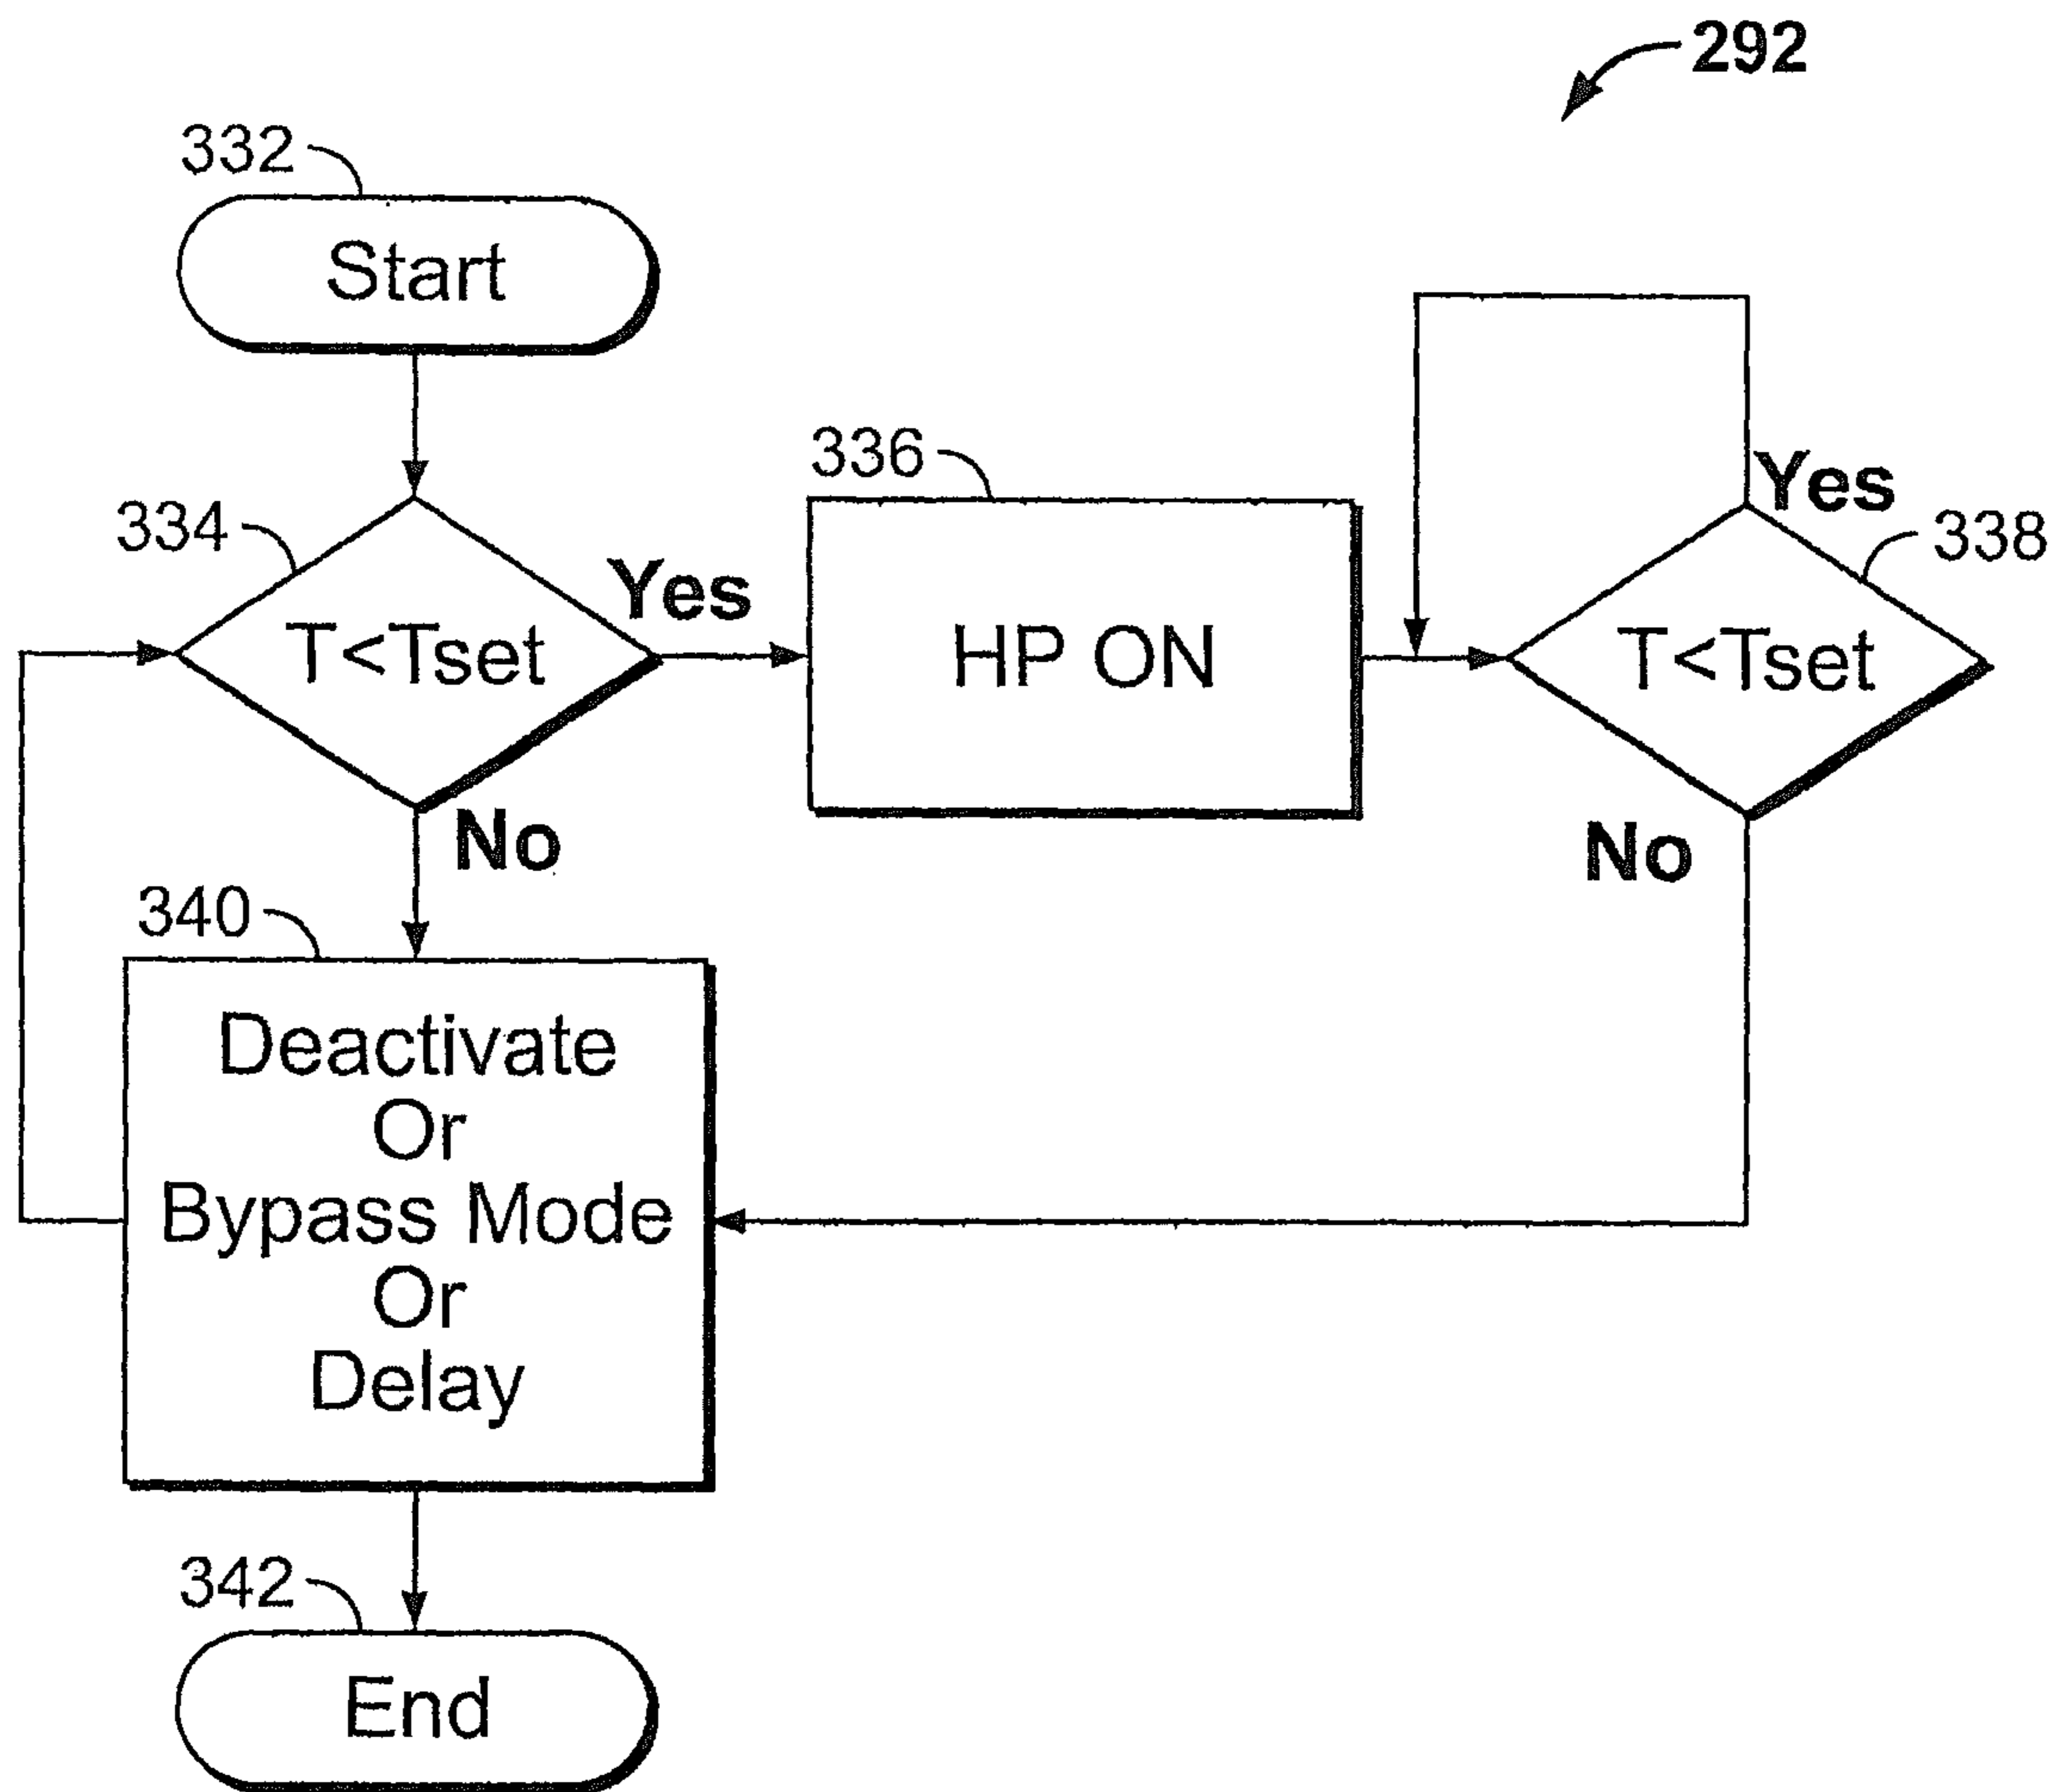 292
332
Start
334
T<Tset
Yes
336
HP ON
Yes
338
T<Tset
No
No
340
Deactivate
Or
Bypass Mode
Or
Delay
342
End